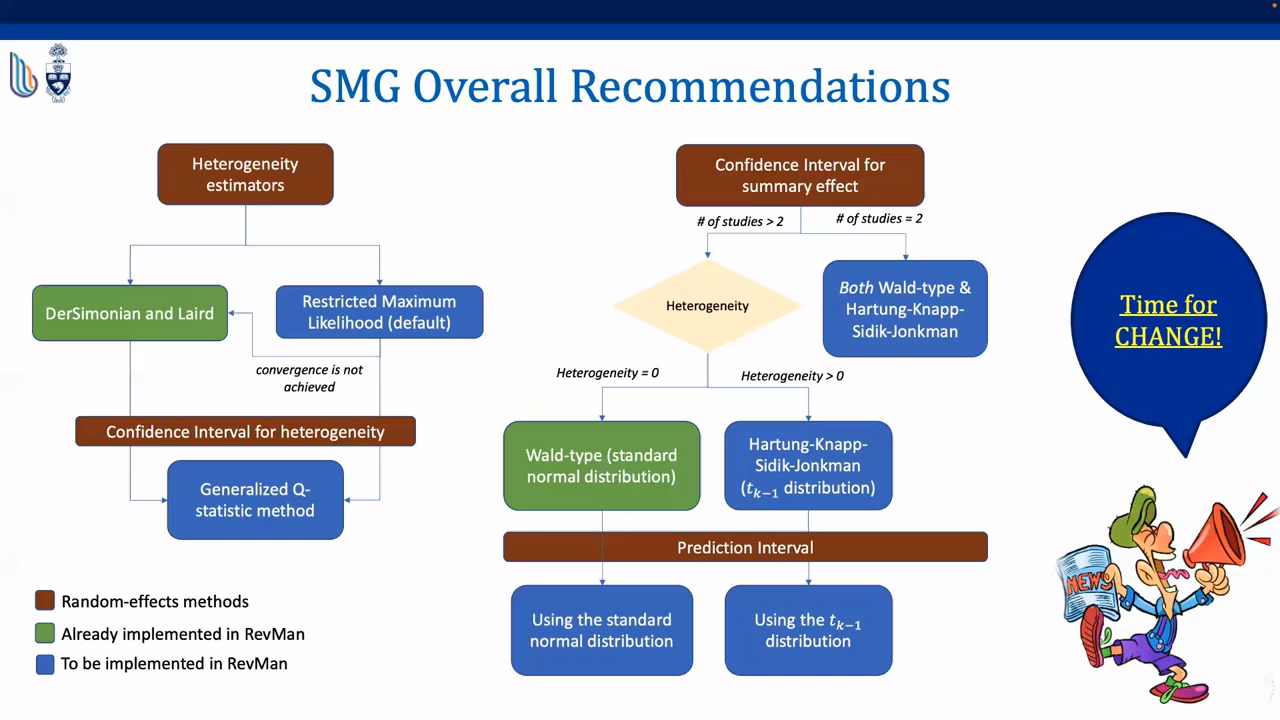 SMG Overall Recommendations
Heterogeneity
estimators
DerSimonian and Laird
Restricted Maximum
Likelihood (default)
convergence is not
achieved
Confidence Interval for heterogeneity
Generalized Q-
statistic method
Random-effects methods
Already implemented in RevMan
To be implemented in RevMan
Confidence Interval for
summary effect
# of studies > 2
# of studies = 2
Heterogeneity
Both Wald-type &
Hartung-Knapp-
Sidik-Jonkman
Heterogeneity = 0
Heterogeneity > 0
Wald-type (standard
normal distribution)
Hartung-Knapp-
Sidik-Jonkman
(t_{k−1} distribution)
Prediction Interval
Using the standard
normal distribution
Using the t_{k−1}
distribution
Time for
CHANGE!
NEWS